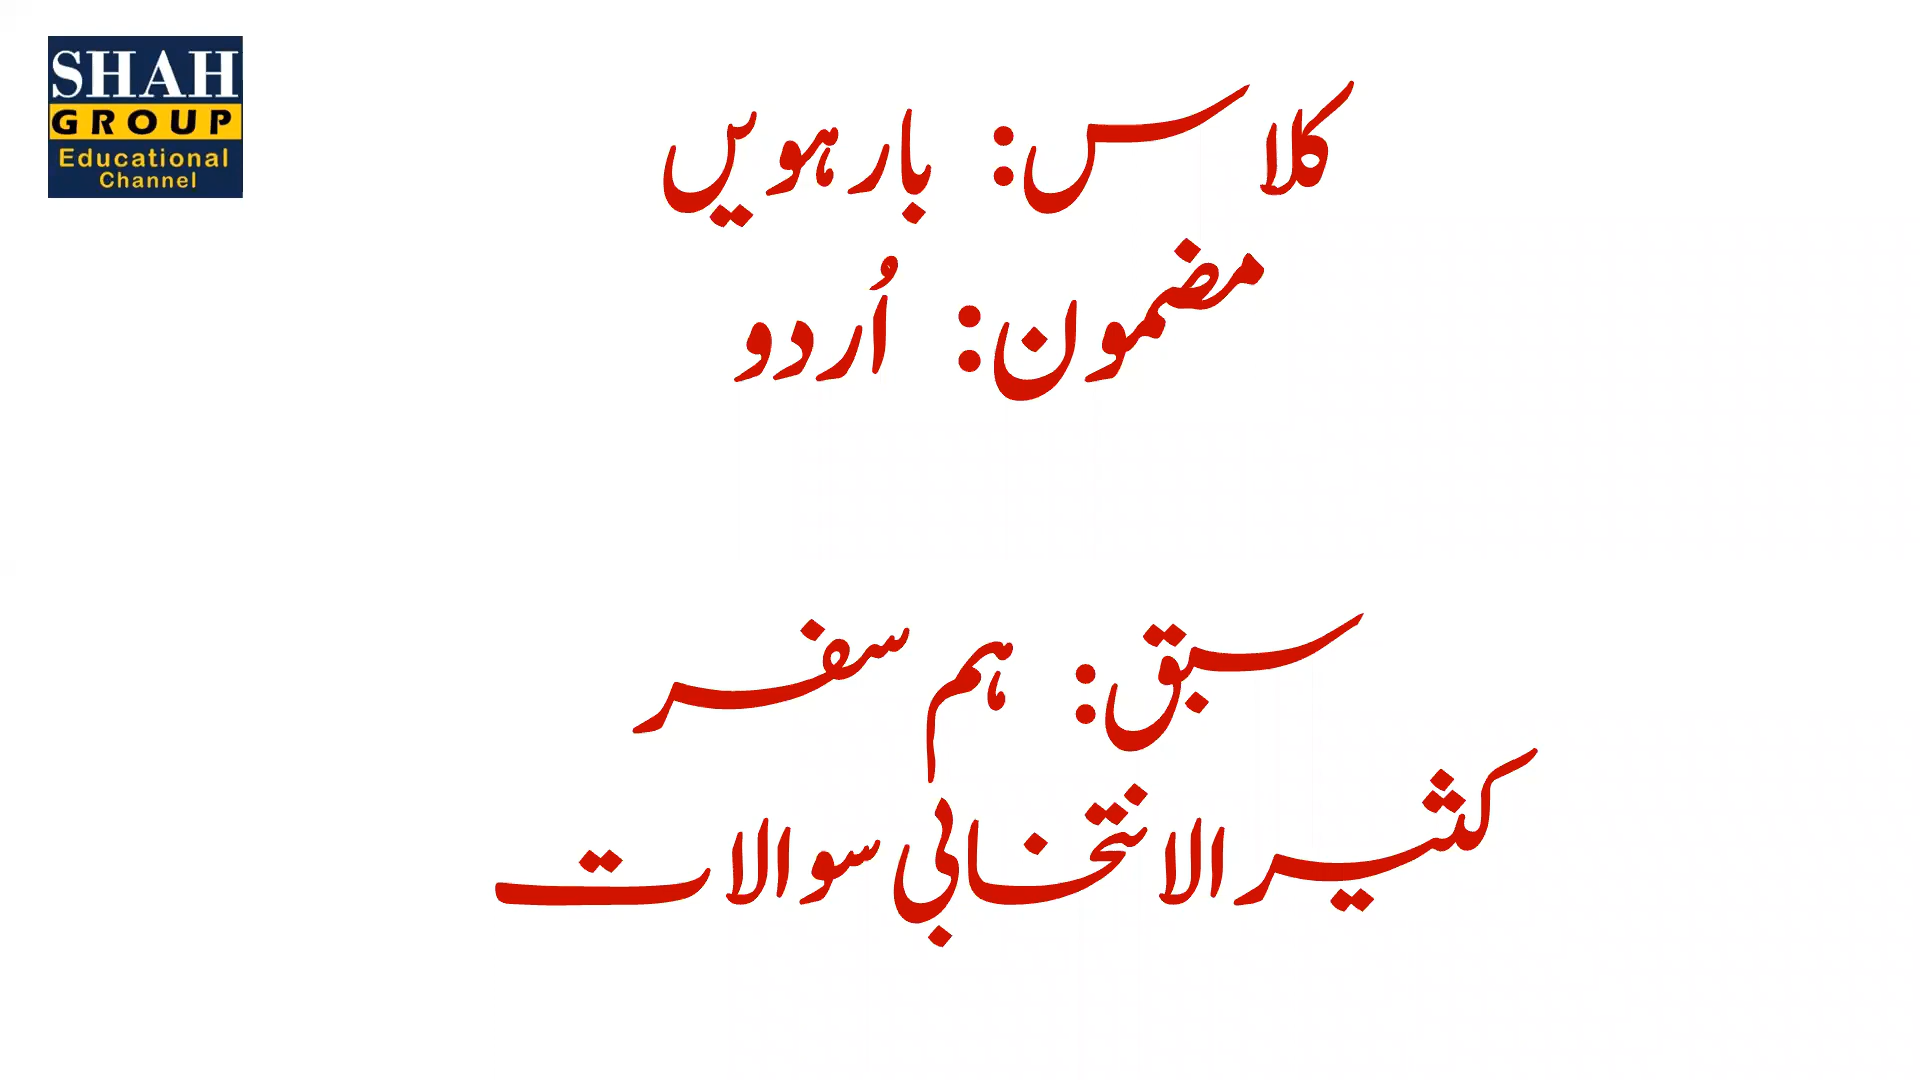 SHAH
GROUP
Educational
Channel
کلاس: بارہویں
مضمون: اُردو
سبق: ہم سفر
کثیر الانتخابی سوالات